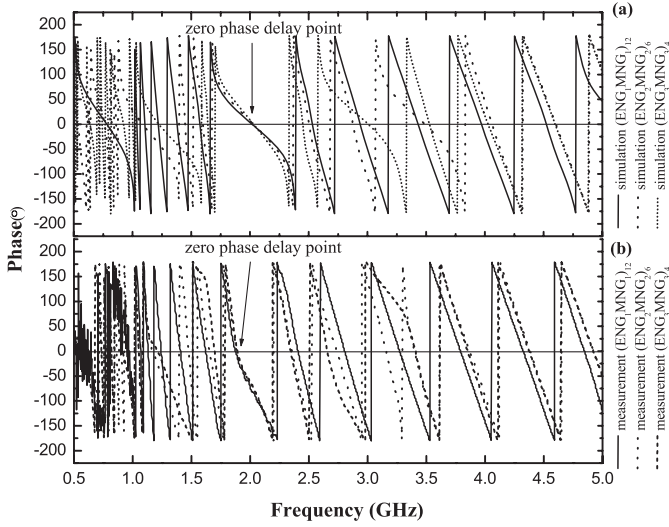 (a)
zero phase delay point
200
150
100
50
0
-50
-100
-150
-200
simulation (ENG₁MNG₁)₁₂
simulation (ENG₂MNG₂)₆
simulation (ENG₃MNG₃)₄
Phase(°)
(b)
zero phase delay point
200
150
100
50
0
-50
-100
-150
-200
measurement (ENG₁MNG₁)₁₂
measurement (ENG₂MNG₂)₆
0.5 1.0 1.5 2.0 2.5 3.0 3.5 4.0 4.5 5.0
Frequency (GHz)